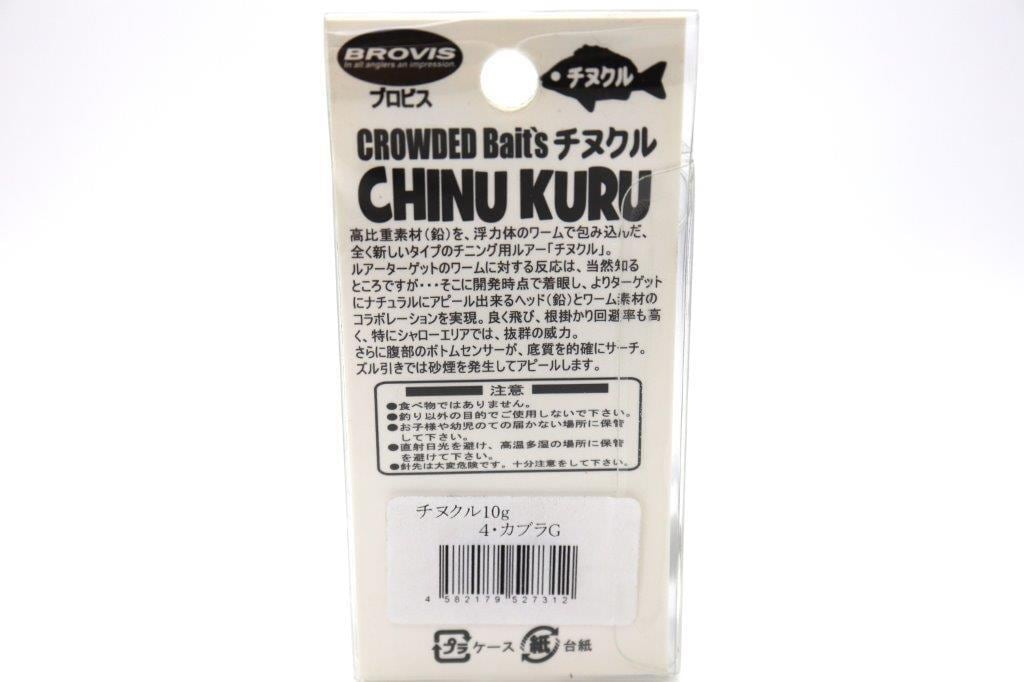 BROVIS
In all anglers an impression.
ブロビス
チヌクル
CROWDED Bait's チヌクル
CHINU KURU
高比重素材(鉛)を、浮力体のワームで包み込んだ、
全く新しいタイプのチニング用ルアー「チヌクル」。
ルアーターゲットのワームに対する反応は、当然知る
ところですが・・・そこに開発時点で着眼し、よりターゲット
にナチュラルにアピール出来るヘッド(鉛)とワーム素材の
コラボレーションを実現。良く飛び、根掛かり回避率も高
く、特にシャローエリアでは、抜群の威力。
さらに腹部のボトムセンサーが、底質を的確にサーチ。
ズル引きでは砂煙を発生してアピールします。
注意
●食べ物ではありません。
●釣り以外の目的でご使用しないで下さい。
●お子様や幼児のての届かない場所に保管
して下さい。
●直射日光を避け、高温多湿の場所に保管
を避けて下さい。
●針先は大変危険です。十分注意をして下さい。
チヌクル10g
4・カブラG
4 582179 527312
プラ ケース 紙 台紙